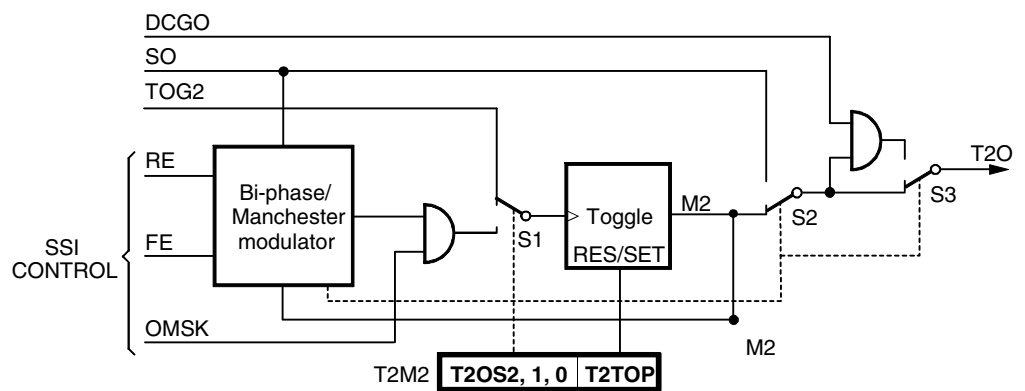 DCGO
SO
TOG2
RE
FE
SSI
CONTROL
OMSK
Bi-phase/
Manchester
modulator
S1
Toggle
RES/SET
M2
S2
S3
T2O
M2
T2M2
T2OS2, 1, 0
T2TOP